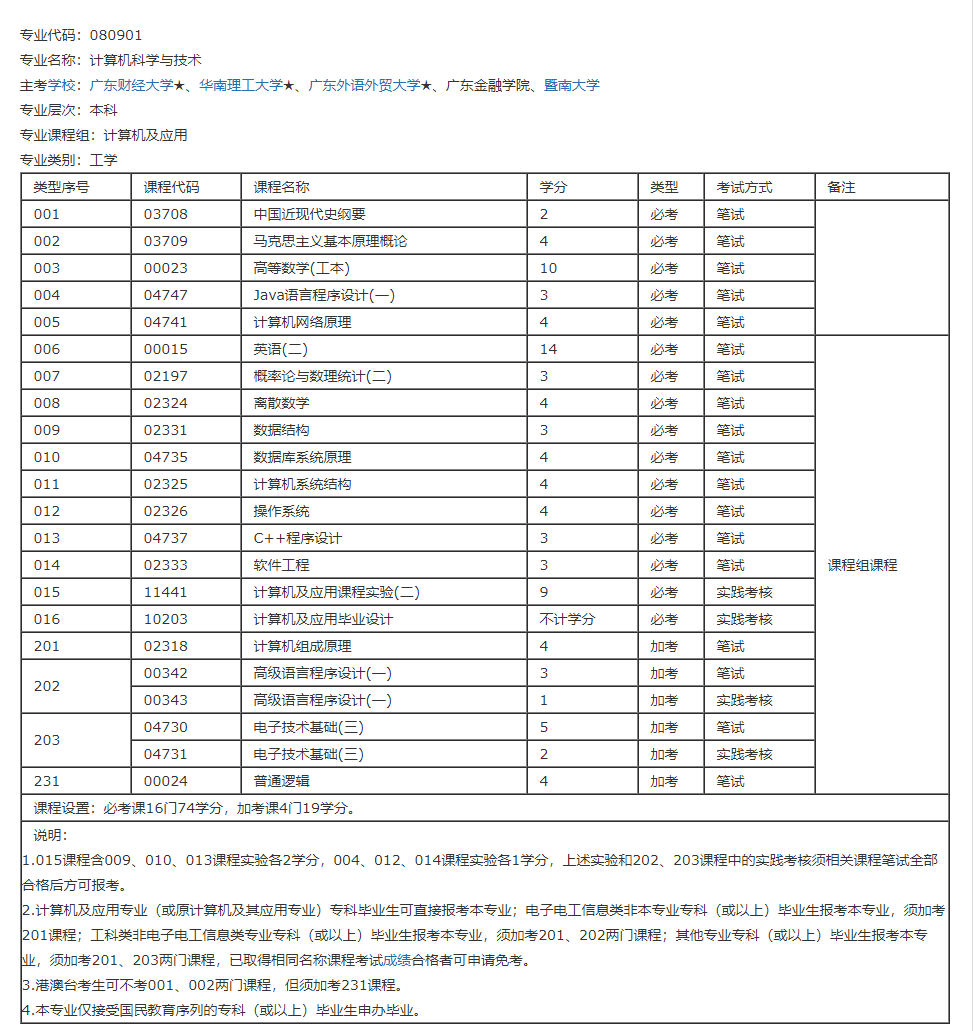 专业代码：080901
专业名称：计算机科学与技术
主考学校：广东财经大学★、华南理工大学★、广东外语外贸大学★、广东金融学院、暨南大学
专业层次：本科
专业课程组：计算机及应用
专业类别：工学
类型序号 课程代码 课程名称 学分 类型 考试方式 备注
001 03708 中国近现代史纲要 2 必考 笔试
002 03709 马克思主义基本原理概论 4 必考 笔试
003 00023 高等数学(工本) 10 必考 笔试
004 04747 Java语言程序设计(一) 3 必考 笔试
005 04741 计算机网络原理 4 必考 笔试
006 00015 英语(二) 14 必考 笔试
007 02197 概率论与数理统计(二) 3 必考 笔试
008 02324 离散数学 4 必考 笔试
009 02331 数据结构 3 必考 笔试
010 04735 数据库系统原理 4 必考 笔试
011 02325 计算机系统结构 4 必考 笔试
012 02326 操作系统 4 必考 笔试
013 04737 C++程序设计 3 必考 笔试
014 02333 软件工程 3 必考 笔试 课程组课程
015 11441 计算机及应用课程实验(二) 9 必考 实践考核
016 10203 计算机及应用毕业设计 不计学分 必考 实践考核
201 02318 计算机组成原理 4 加考 笔试
202 00342 高级语言程序设计(一) 3 加考 笔试
00343 高级语言程序设计(一) 1 加考 实践考核
203 04730 电子技术基础(三) 5 加考 笔试
04731 电子技术基础(三) 2 加考 实践考核
231 00024 普通逻辑 4 加考 笔试
课程设置：必考课16门74学分，加考课4门19学分。
说明：
1.015课程含009、010、013课程实验各2学分，004、012、014课程实验各1学分，上述实验和202、203课程中的实践考核须相关课程笔试全部
合格后方可报考。
2.计算机及应用专业（或原计算机及其应用专业）专科毕业生可直接报考本专业；电子电工信息类非本专业专科（或以上）毕业生报考本专业，须加考
201课程；工科类非电子电工信息类专业专科（或以上）毕业生报考本专业，须加考201、202两门课程；其他专业专科（或以上）毕业生报考本专
业，须加考201、203两门课程，已取得相同名称课程考试成绩合格者可申请免考。
3.港澳台考生可不考001、002两门课程，但须加考231课程。
4.本专业仅接受国民教育序列的专科（或以上）毕业生申办毕业。